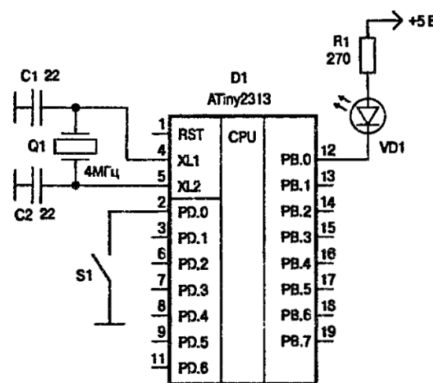 +5 В
R1
270
C1 22
D1
ATiny2313
VD1
1 RST CPU
Q1
4 XL1 PB.0 12
4МГц
5 XL2 PB.1 13
C2 22
2 PD.0 PB.2 14
3 PD.1 PB.3 15
S1
6 PD.2 PB.4 16
7 PD.3 PB.5 17
8 PD.4 PB.6 18
9 PD.5 PB.7 19
11 PD.6